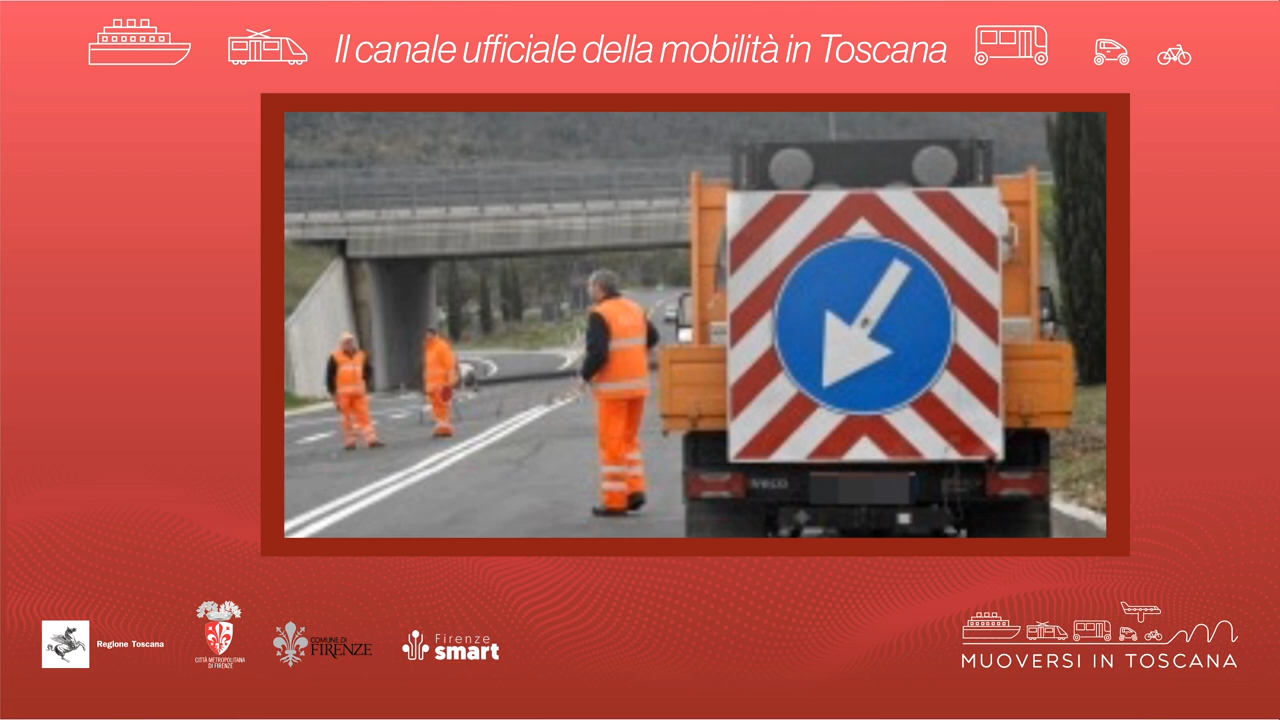 Il canale ufficiale della mobilità in Toscana
IVECO
Regione Toscana
CITTÀ METROPOLITANA
DI FIRENZE
COMUNE DI
FIRENZE
Firenze
smart
MUOVERSI IN TOSCANA